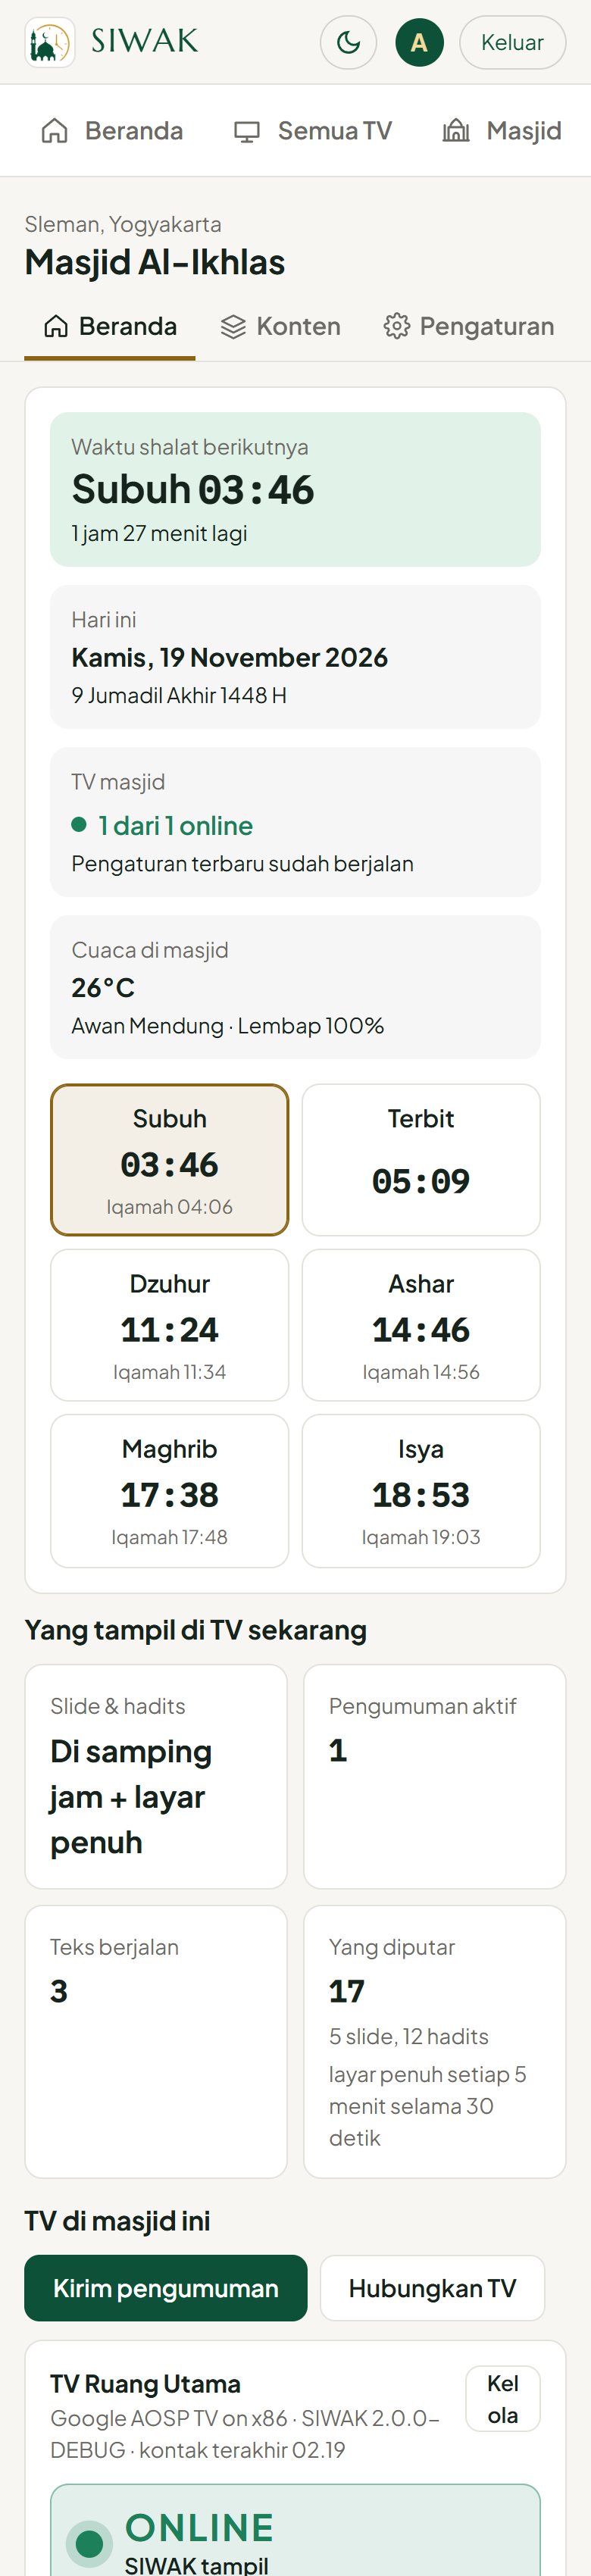 SIWAK
A
Keluar
Beranda
Semua TV
Masjid
Sleman, Yogyakarta
Masjid Al-Ikhlas
Beranda
Konten
Pengaturan
Waktu shalat berikutnya
Subuh 03:46
1 jam 27 menit lagi
Hari ini
Kamis, 19 November 2026
9 Jumadil Akhir 1448 H
TV masjid
1 dari 1 online
Pengaturan terbaru sudah berjalan
Cuaca di masjid
26°C
Awan Mendung · Lembap 100%
Subuh
03:46
Iqamah 04:06
Terbit
05:09
Dzuhur
11:24
Iqamah 11:34
Ashar
14:46
Iqamah 14:56
Maghrib
17:38
Iqamah 17:48
Isya
18:53
Iqamah 19:03
Yang tampil di TV sekarang
Slide & hadits
Di samping
jam + layar
penuh
Pengumuman aktif
1
Teks berjalan
3
Yang diputar
17
5 slide, 12 hadits
layar penuh setiap 5
menit selama 30
detik
TV di masjid ini
Kirim pengumuman
Hubungkan TV
TV Ruang Utama
Google AOSP TV on x86 · SIWAK 2.0.0-
DEBUG · kontak terakhir 02.19
Kel
ola
ONLINE
SIWAK tampil